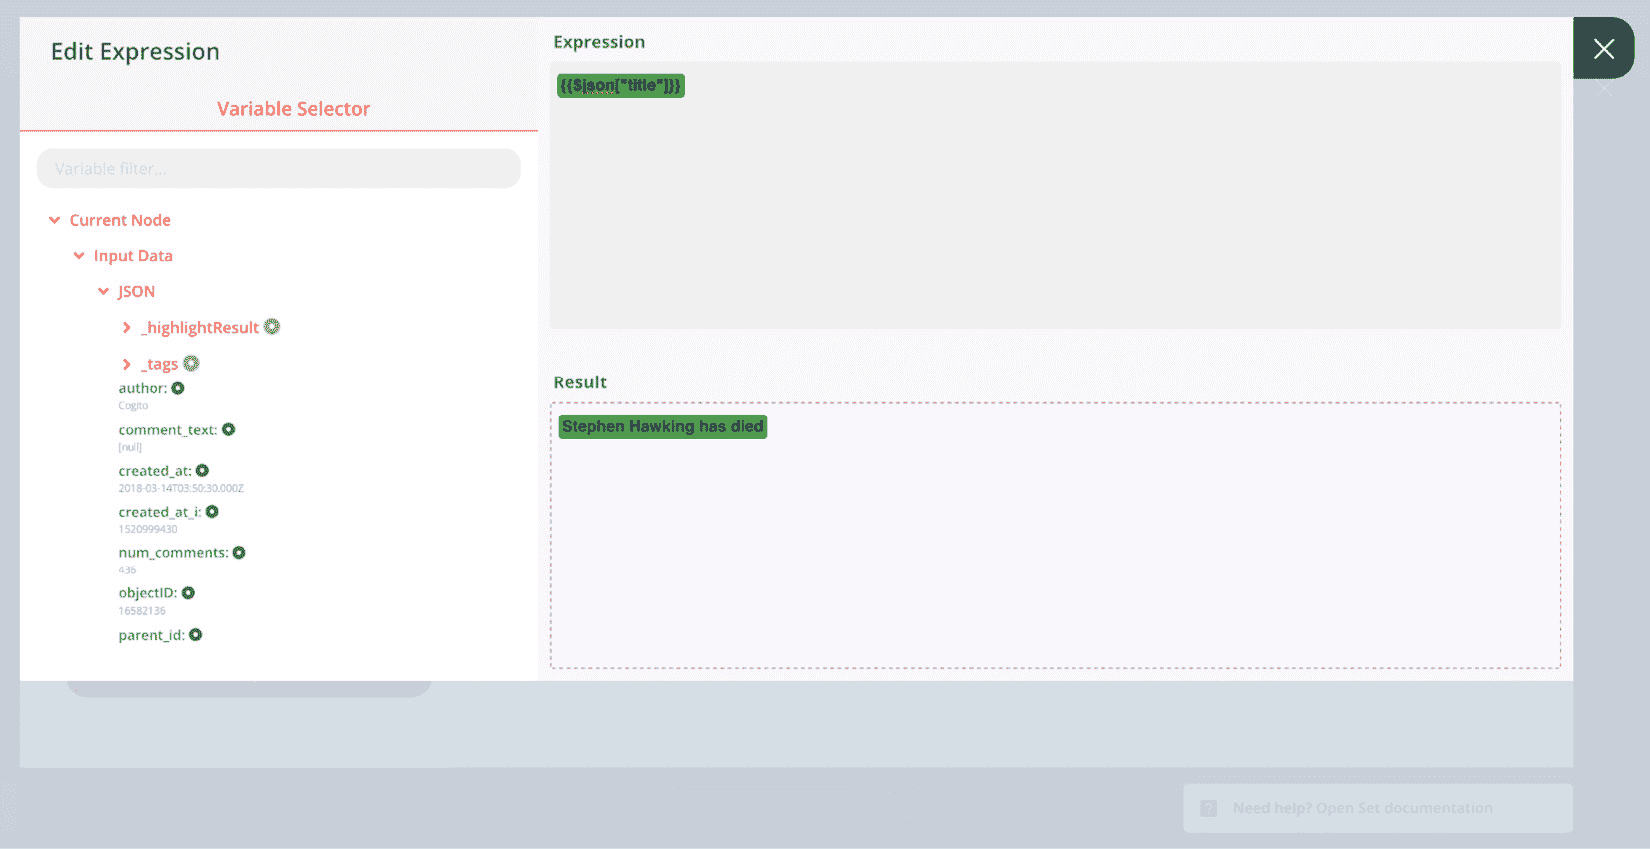 Edit Expression
Variable Selector
Variable filter...
Current Node
Input Data
JSON
_highlightResult
_tags
author:
Cogito
comment_text:
[null]
created_at:
2018-03-14T03:50:30.000Z
created_at_i:
1520999430
num_comments:
436
objectID:
16582136
parent_id:
Expression
{{$json["title"]}}
Result
Stephen Hawking has died
Need help? Open Set documentation